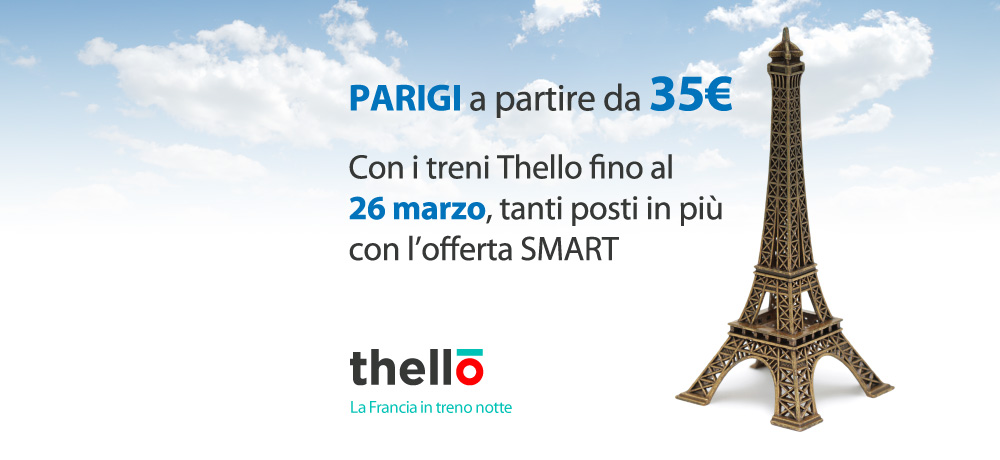 PARIGI a partire da 35€
Con i treni Thello fino al
26 marzo, tanti posti in più
con l'offerta SMART
thello
La Francia in treno notte